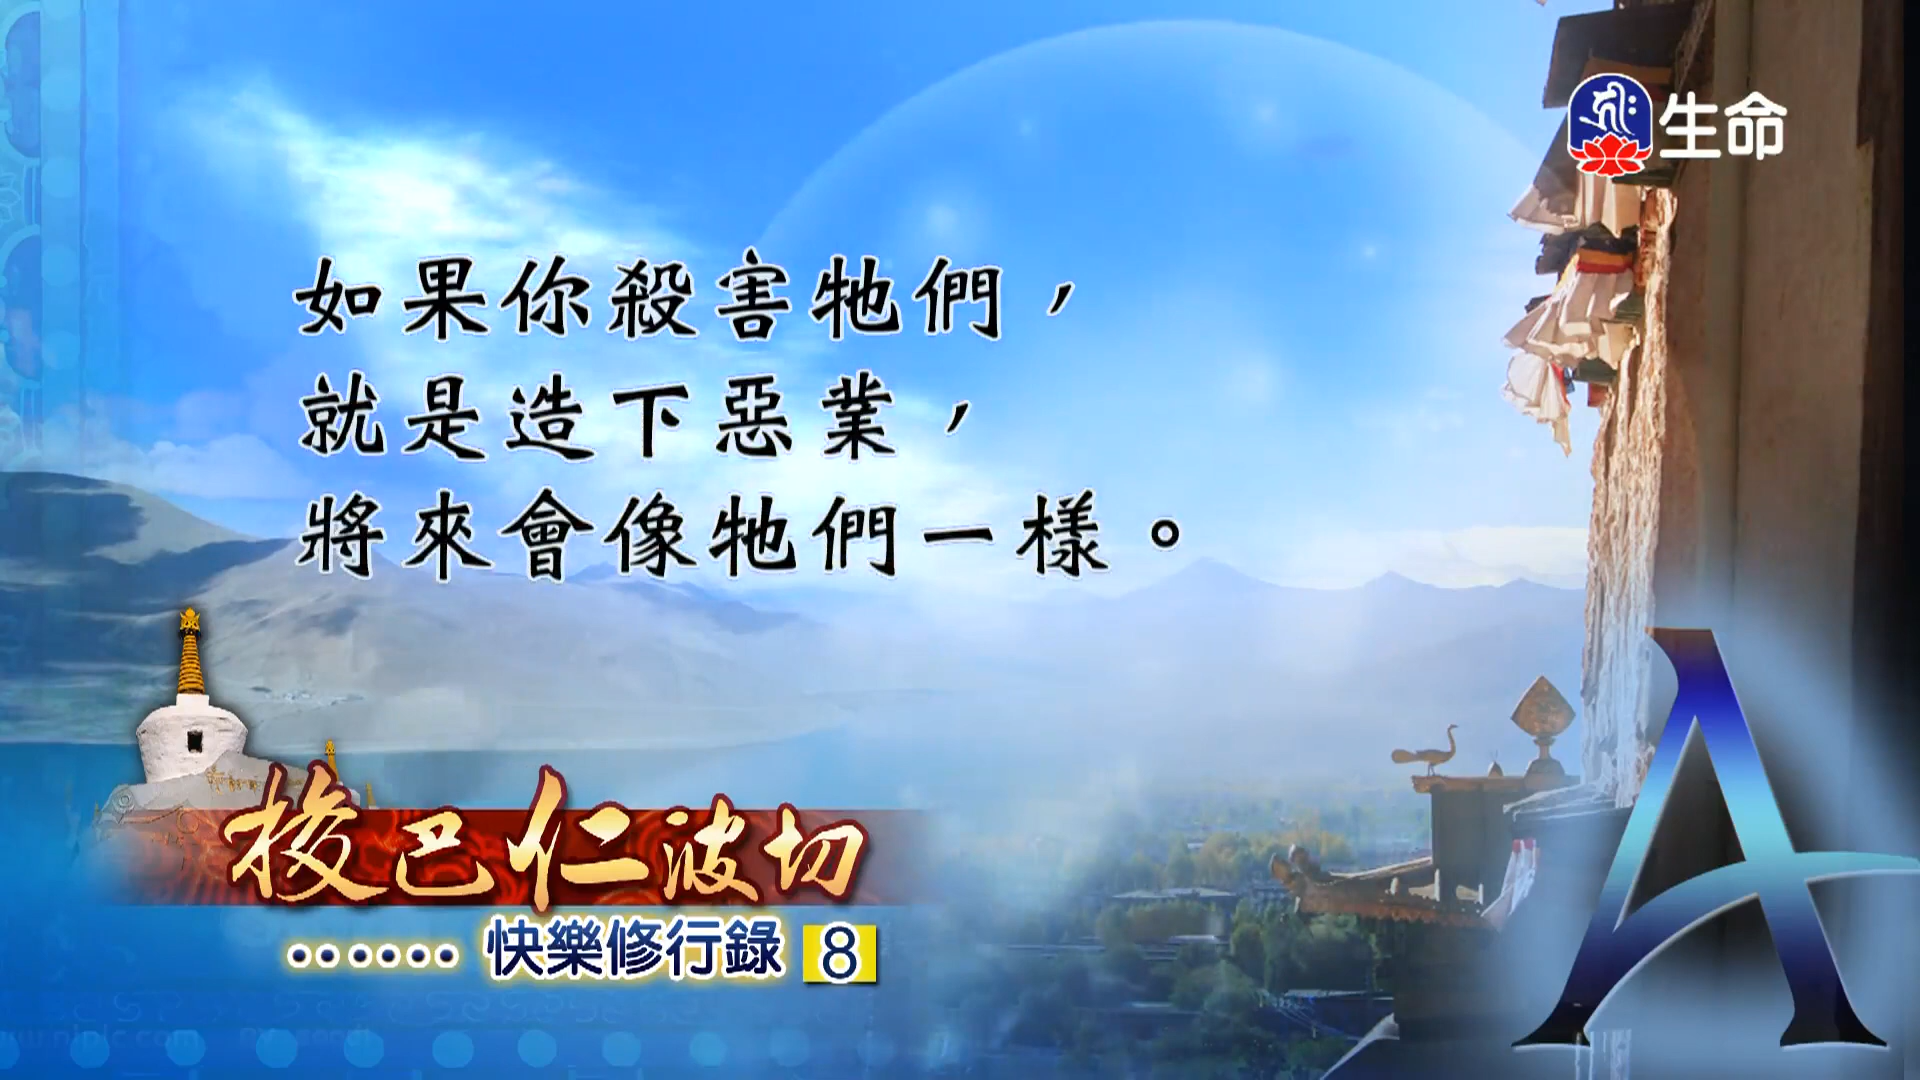 生命
如果你殺害牠們，
就是造下惡業，
將來會像牠們一樣。
梭巴仁波切
快樂修行錄 8
A